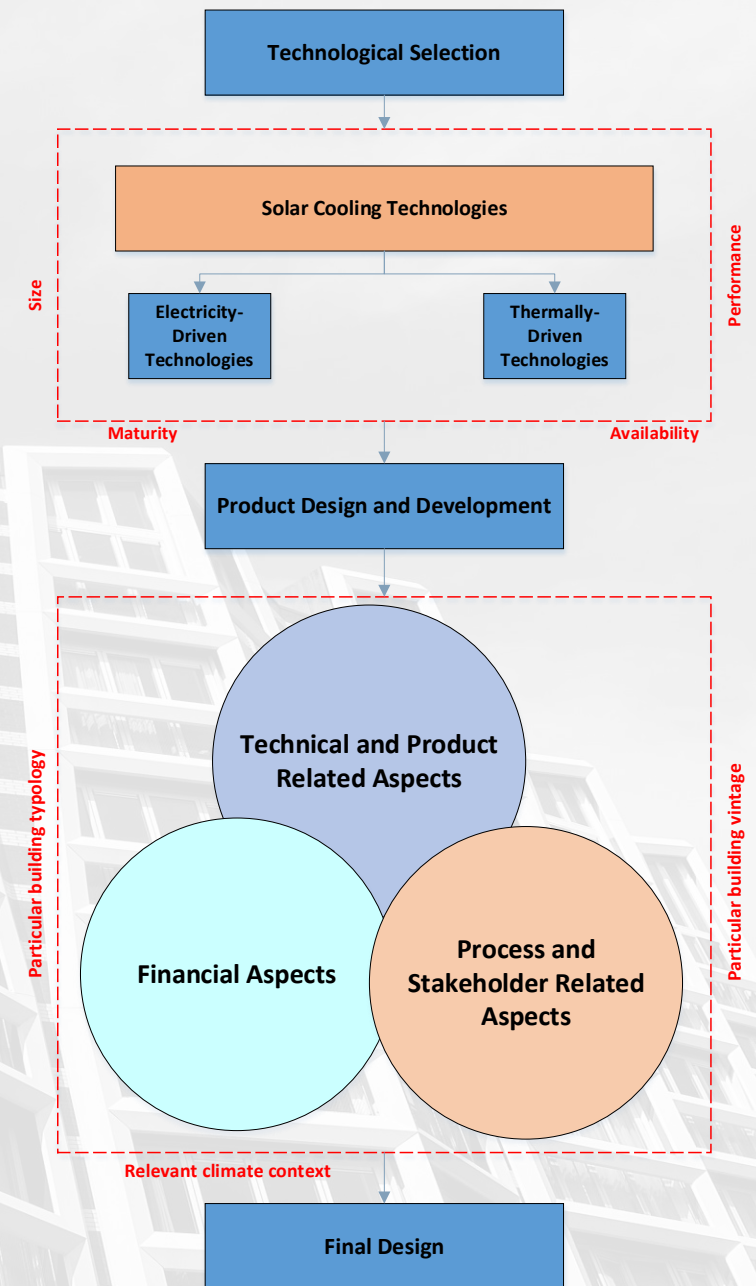 Technological Selection
Solar Cooling Technologies
Size
Performance
Electricity-
Driven
Technologies
Thermally-
Driven
Technologies
Maturity
Availability
Product Design and Development
Technical and Product
Related Aspects
Particular building typology
Particular building vintage
Financial Aspects
Process and
Stakeholder Related
Aspects
Relevant climate context
Final Design